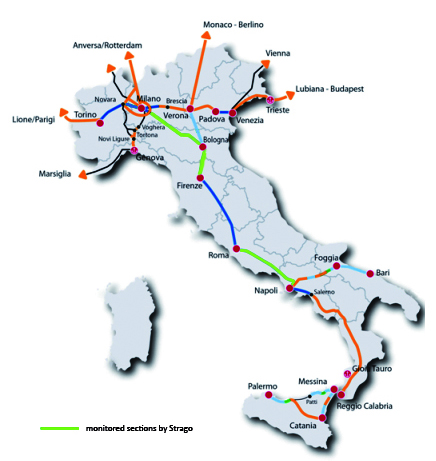 Monaco - Berlino
Anversa/Rotterdam
Vienna
Lubiana - Budapest
Novara
Milano
Brescia
Verona
Trieste
Lione/Parigi
Torino
Padova
Venezia
Voghera
Tortona
Novi Ligure
Bologna
Genova
Marsiglia
Firenze
Roma
Foggia
Bari
Napoli
Salerno
Gioia Tauro
Messina
Palermo
Patti
Reggio Calabria
Catania
monitored sections by Strago